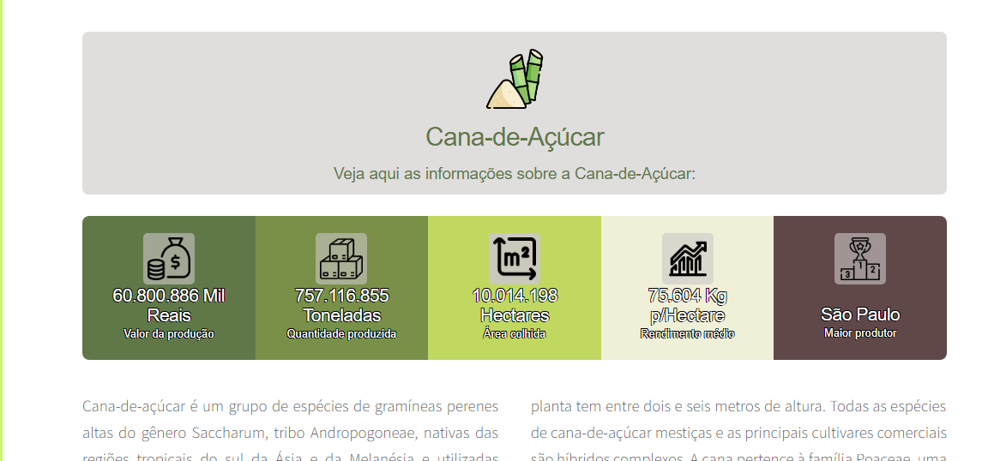 Cana-de-Açúcar
Veja aqui as informações sobre a Cana-de-Açúcar:
$
60.800.886 Mil
Reais
Valor da produção
757.116.855
Toneladas
Quantidade produzida
m²
10.014.198
Hectares
Área colhida
75.604 Kg
p/Hectare
Rendimento médio
3 1 2
São Paulo
Maior produtor
Cana-de-açúcar é um grupo de espécies de gramíneas perenes
altas do gênero Saccharum, tribo Andropogoneae, nativas das
regiões tropicais do sul da Ásia e da Melanésia e utilizadas
planta tem entre dois e seis metros de altura. Todas as espécies
de cana-de-açúcar mestiças e as principais cultivares comerciais
são híbridos complexos. A cana pertence à família Poaceae, uma